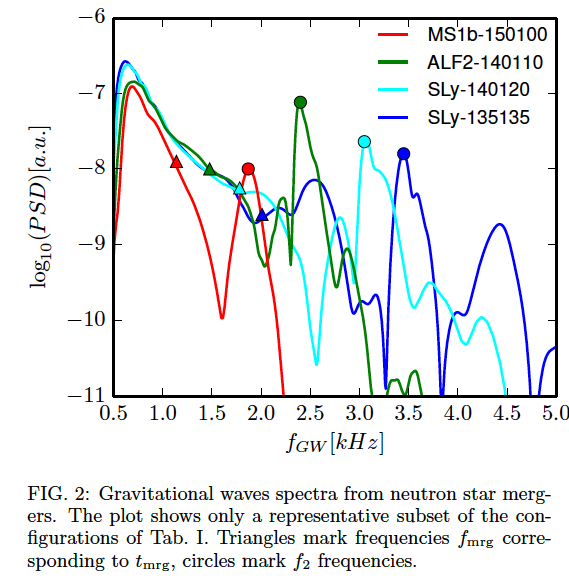 −6
−7
−8
−9
−10
−11
log10(PSD)[a.u.]
MS1b-150100
ALF2-140110
SLy-140120
SLy-135135
0.5 1.0 1.5 2.0 2.5 3.0 3.5 4.0 4.5 5.0
fGW[kHz]
FIG. 2: Gravitational waves spectra from neutron star merg-
ers. The plot shows only a representative subset of the con-
figurations of Tab. I. Triangles mark frequencies fmrg corre-
sponding to tmrg, circles mark f2 frequencies.